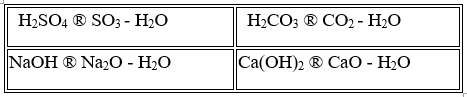 H₂SO₄ ® SO₃ - H₂O
H₂CO₃ ® CO₂ - H₂O
NaOH ® Na₂O - H₂O
Ca(OH)₂ ® CaO - H₂O